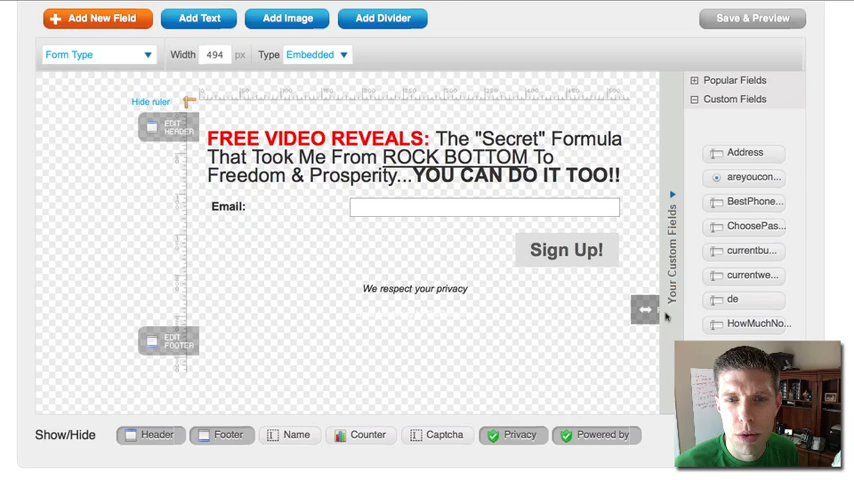 Add New Field Add Text Add Image Add Divider Save & Preview
Form Type Width 494 px Type Embedded
Hide ruler
EDIT
HEADER
FREE VIDEO REVEALS: The "Secret" Formula
That Took Me From ROCK BOTTOM To
Freedom & Prosperity...YOU CAN DO IT TOO!!
Email:
Sign Up!
We respect your privacy
EDIT
FOOTER
Your Custom Fields
Popular Fields
Custom Fields
Address
areyoucon...
BestPhone...
ChoosePas...
currentbu...
currentwe...
de
HowMuchNo...
Show/Hide Header Footer Name Counter Captcha Privacy Powered by